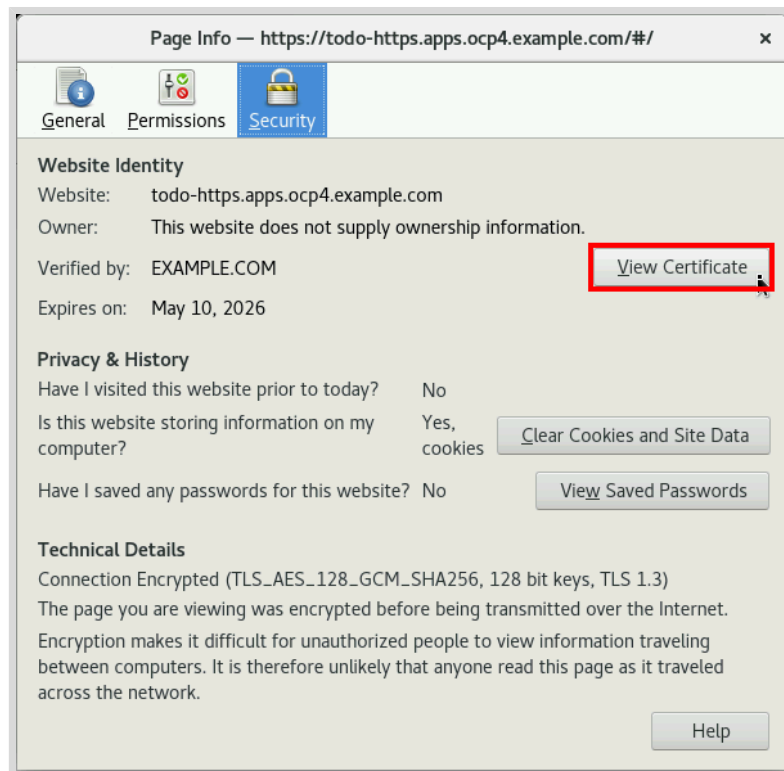 Page Info — https://todo-https.apps.ocp4.example.com/#/ ×
General Permissions Security
Website Identity
Website: todo-https.apps.ocp4.example.com
Owner: This website does not supply ownership information.
Verified by: EXAMPLE.COM View Certificate
Expires on: May 10, 2026
Privacy & History
Have I visited this website prior to today? No
Is this website storing information on my computer? Yes, cookies Clear Cookies and Site Data
Have I saved any passwords for this website? No View Saved Passwords
Technical Details
Connection Encrypted (TLS_AES_128_GCM_SHA256, 128 bit keys, TLS 1.3)
The page you are viewing was encrypted before being transmitted over the Internet.
Encryption makes it difficult for unauthorized people to view information traveling
between computers. It is therefore unlikely that anyone read this page as it traveled
across the network.
Help